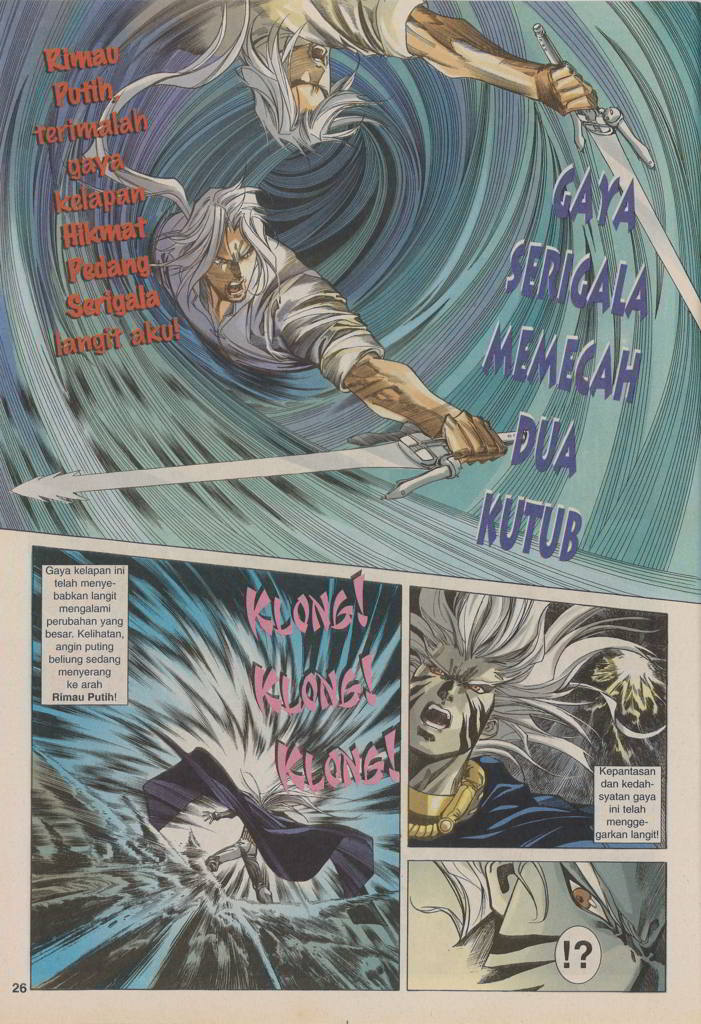 Rimau
Putih,
terimalah
gaya
kelapan
Hikmat
Pedang
Serigala
langit aku!
GAYA
SERIGALA
MEMECAH
DUA
KUTUB
Gaya kelapan ini
telah menye-
babkan langit
mengalami
perubahan yang
besar. Kelihatan,
angin puting
beliung sedang
menyerang
ke arah
Rimau Putih!
KLONG!
KLONG!
KLONG!
Kepantasan
dan kedah-
syatan gaya
ini telah
mengge-
garkan langit!
!?
26